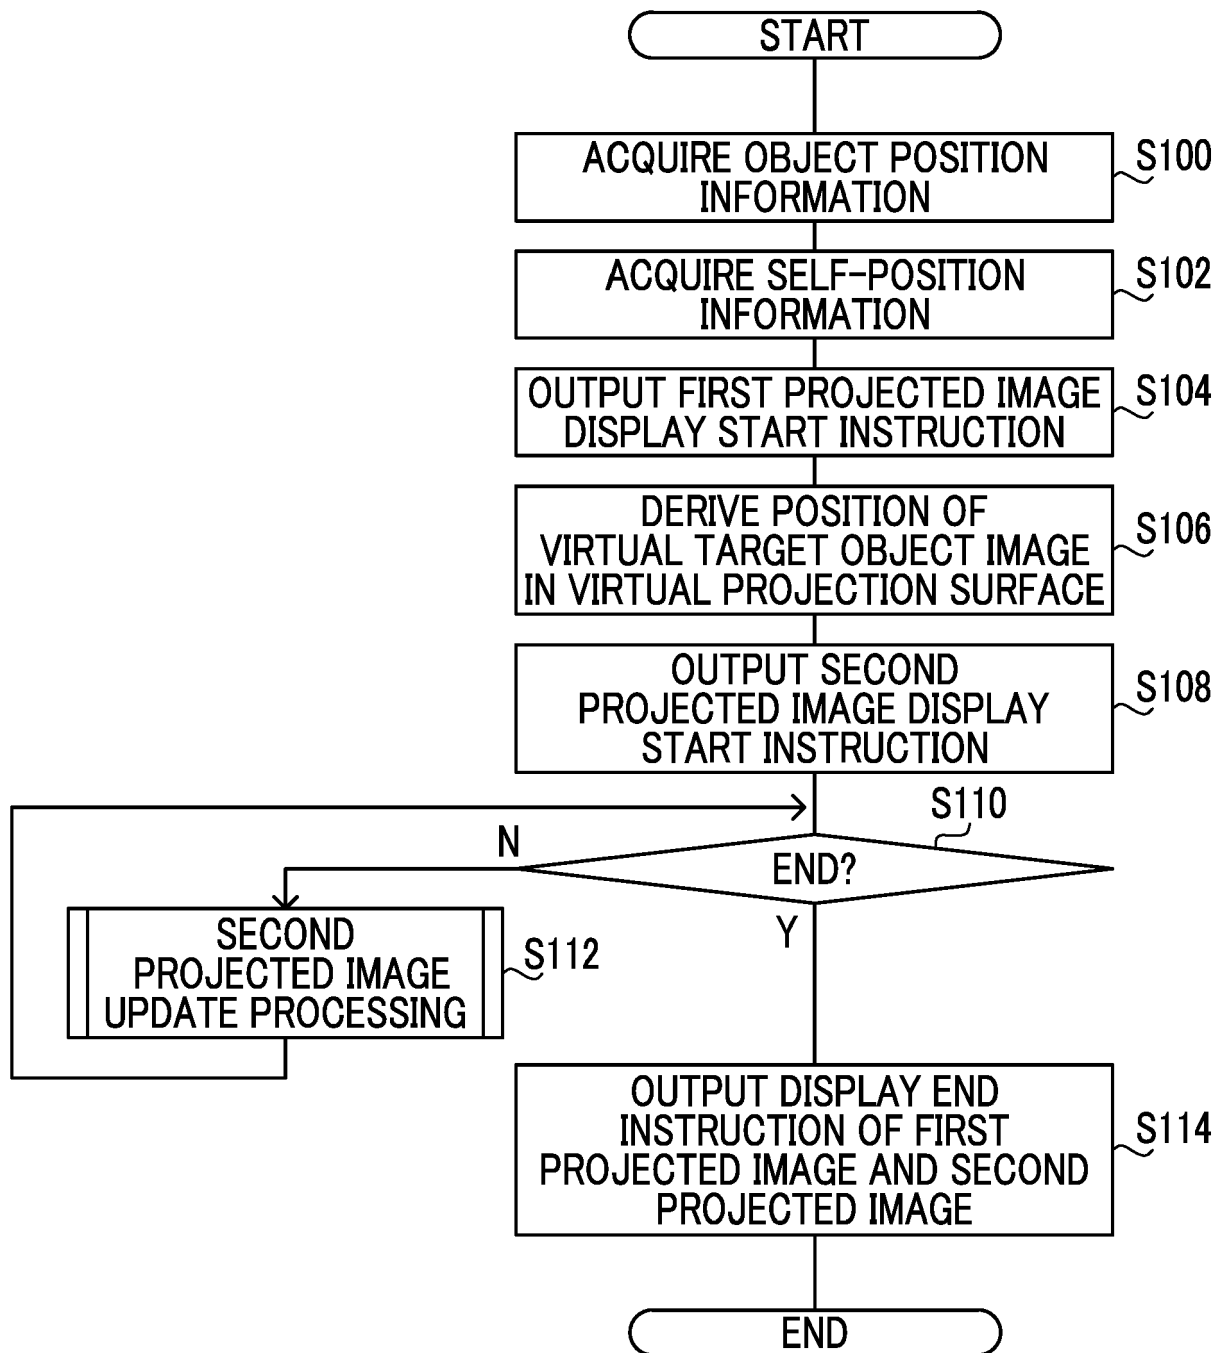 START
ACQUIRE OBJECT POSITION
INFORMATION
S100
ACQUIRE SELF-POSITION
INFORMATION
S102
OUTPUT FIRST PROJECTED IMAGE
DISPLAY START INSTRUCTION
S104
DERIVE POSITION OF
VIRTUAL TARGET OBJECT IMAGE
IN VIRTUAL PROJECTION SURFACE
S106
OUTPUT SECOND
PROJECTED IMAGE DISPLAY
START INSTRUCTION
S108
S110
N
END?
Y
SECOND
PROJECTED IMAGE
UPDATE PROCESSING
S112
OUTPUT DISPLAY END
INSTRUCTION OF FIRST
PROJECTED IMAGE AND SECOND
PROJECTED IMAGE
S114
END